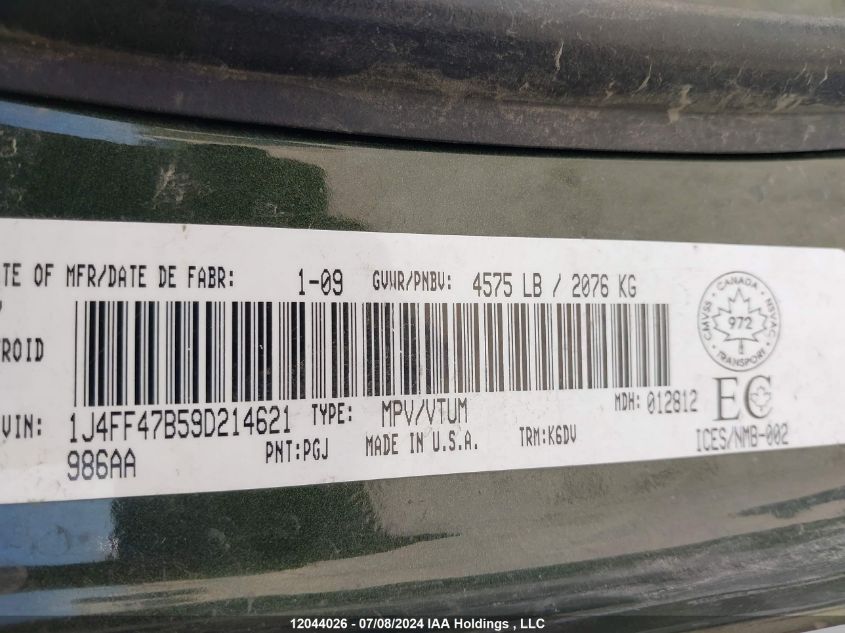 TE OF MFR/DATE DE FABR: 1-09 GVWR/PNBV: 4575 LB / 2076 KG
ROID
VIN: 1J4FF47B59D214621 TYPE: MPV/VTUM MDH: 012812
986AA PNT:PGJ MADE IN U.S.A. TRM:K6DV
CANADA
CMVSS NSVAC
972
TRANSPORT
EC
ICES/NMB-002
12044026 - 07/08/2024 IAA Holdings , LLC